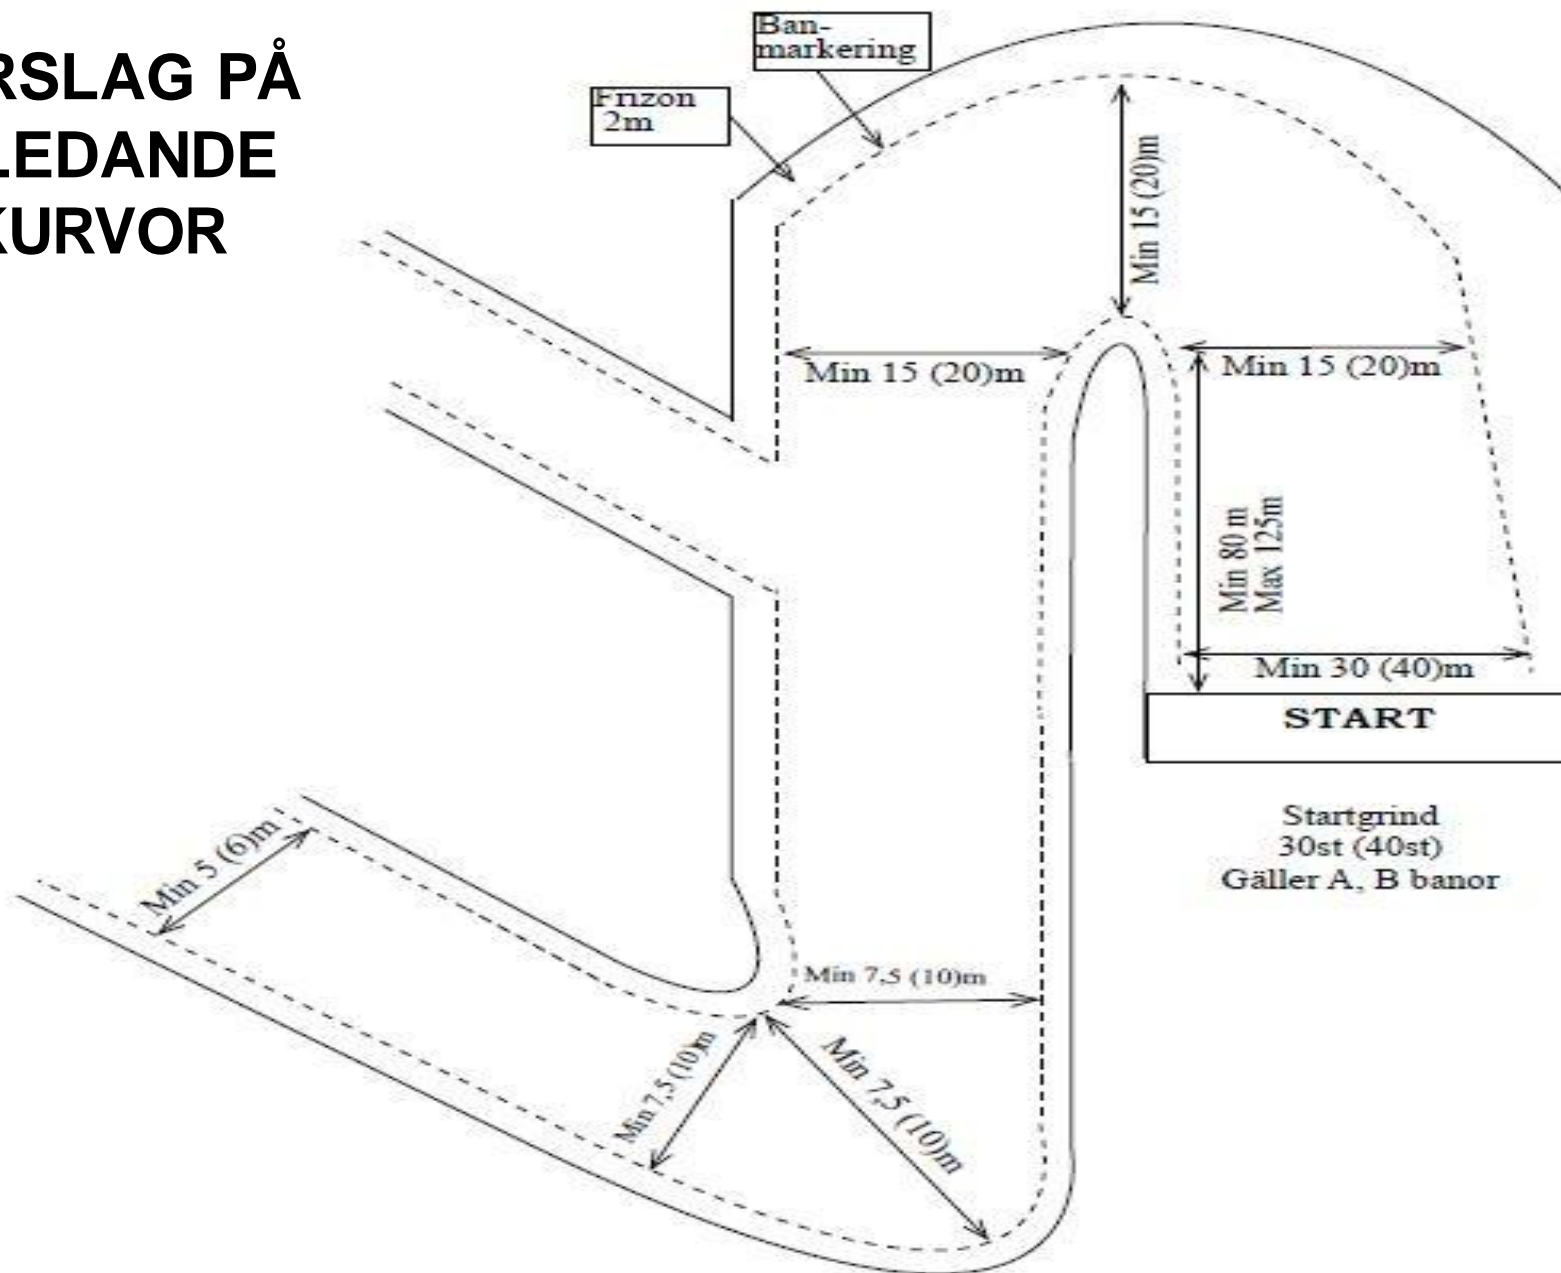 RSLAG PÅ
LEDANDE
KURVOR
Ban-
markering
Frizon
2m
Min 15 (20)m
Min 15 (20)m
Min 15 (20)m
Min 80 m
Max 125m
Min 30 (40)m
START
Startgrind
30st (40st)
Gäller A, B banor
Min 5 (6)m
Min 7,5 (10)m
Min 7,5 (10)m
Min 7,5 (10)m